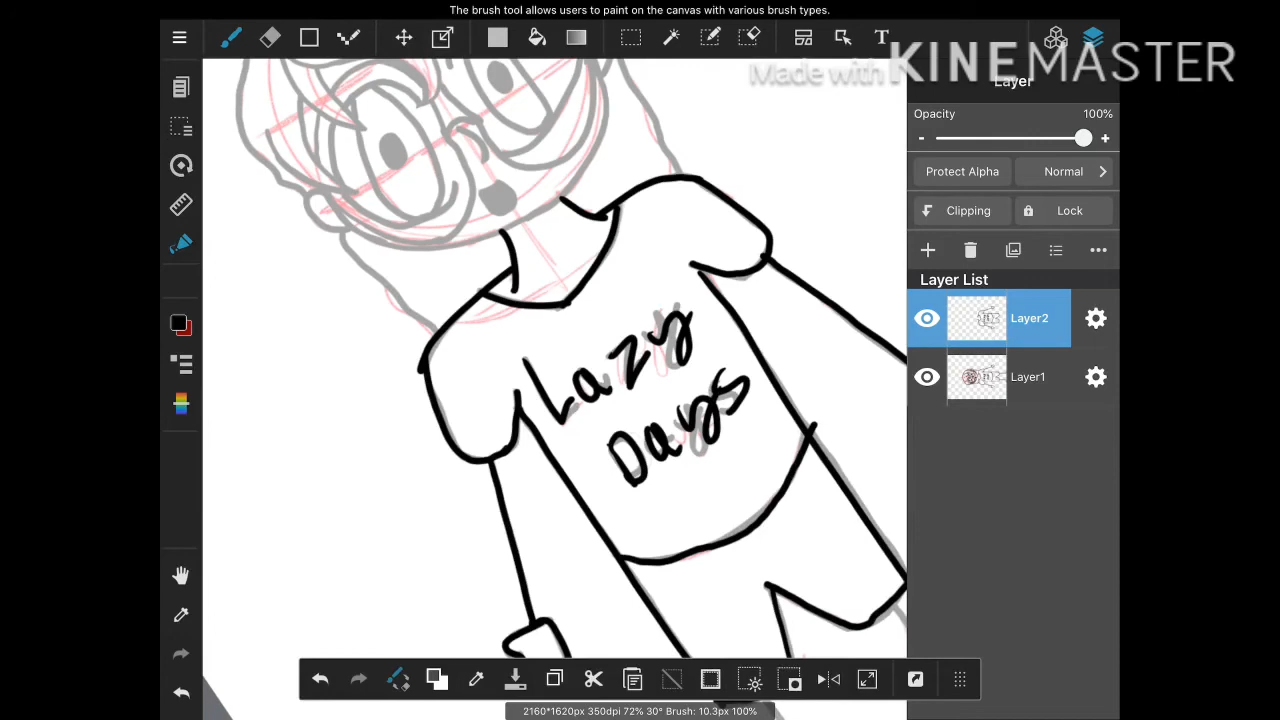 The brush tool allows users to paint on the canvas with various brush types.
T
Made with KINEMASTER
Layer
Opacity 100%
- +
Protect Alpha Normal
Clipping Lock
Layer List
Layer2
Layer1
Lazy
Days
2160*1620px 350dpi 72% 30° Brush: 10.3px 100%